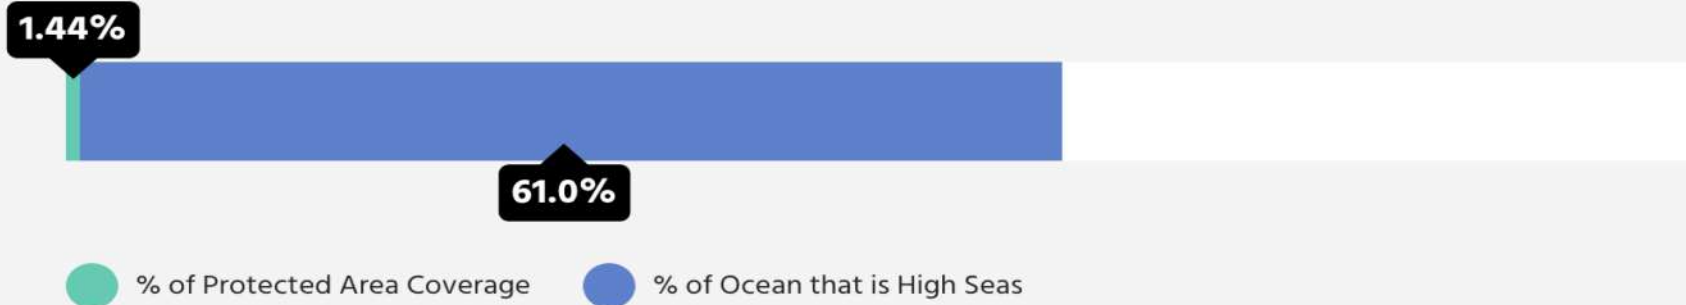 1.44%
61.0%
% of Protected Area Coverage
% of Ocean that is High Seas